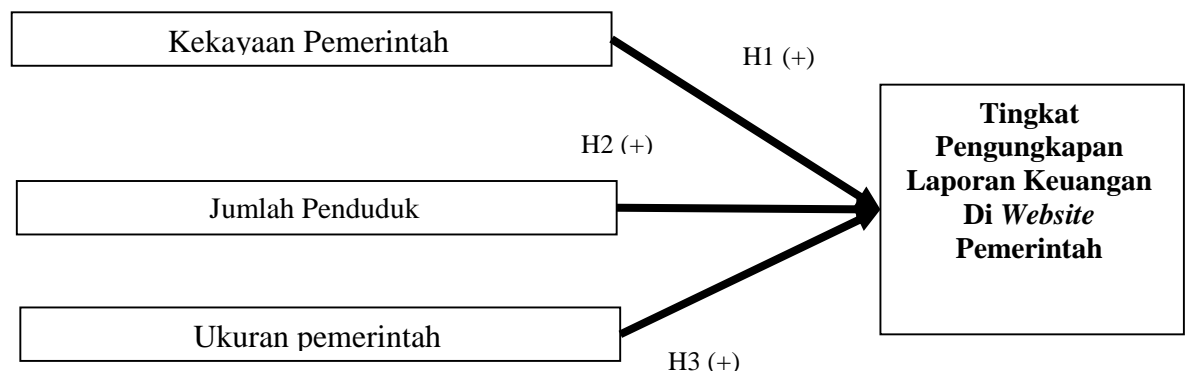 Kekayaan Pemerintah
H1 (+)
Tingkat
Pengungkapan
Laporan Keuangan
Di Website
Pemerintah
H2 (+)
Jumlah Penduduk
Ukuran pemerintah
H3 (+)